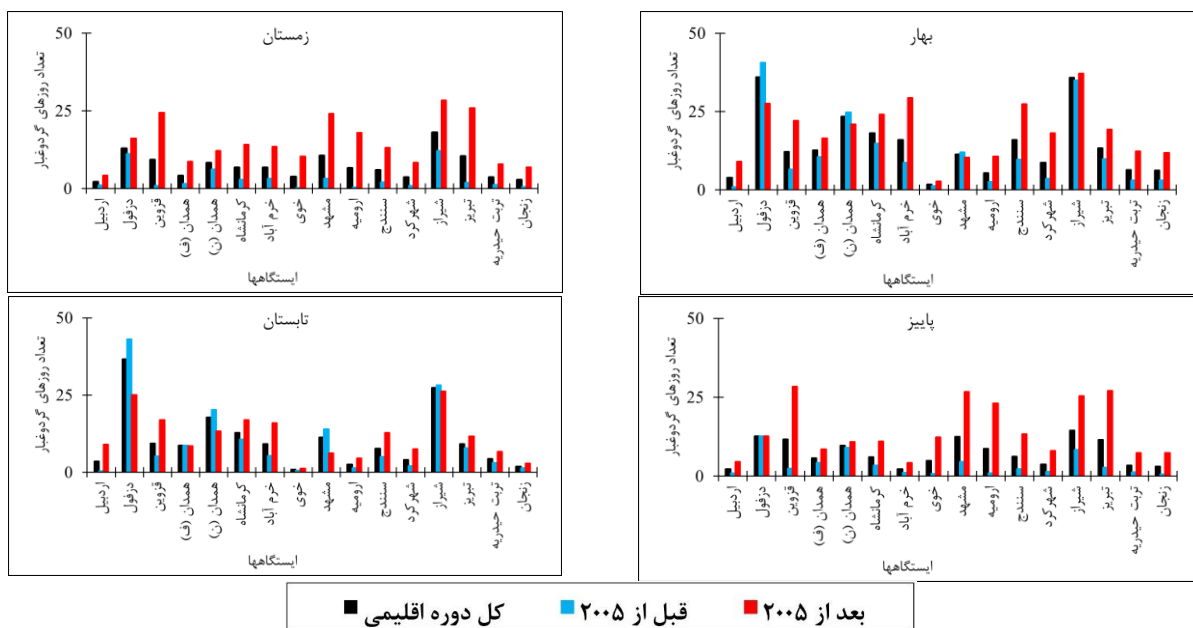 زمستان
تعداد روزهای گردوغبار
50
25
0
اردبیل
دزفول
قزوین
همدان (ف)
همدان (ن)
کرمانشاه
خرم آباد
خوی
مشهد
ارومیه
سنندج
شهرکرد
شیراز
تبریز
تربت حیدریه
زنجان
ایستگاهها
بهار
تعداد روزهای گردوغبار
50
25
0
اردبیل
دزفول
قزوین
همدان (ف)
همدان (ن)
کرمانشاه
خرم آباد
خوی
مشهد
ارومیه
سنندج
شهرکرد
شیراز
تبریز
تربت حیدریه
زنجان
ایستگاهها
تابستان
تعداد روزهای گردوغبار
50
25
0
اردبیل
دزفول
قزوین
همدان (ف)
همدان (ن)
کرمانشاه
خرم آباد
خوی
مشهد
ارومیه
سنندج
شهرکرد
شیراز
تبریز
تربت حیدریه
زنجان
ایستگاهها
پاییز
تعداد روزهای گردوغبار
50
25
0
اردبیل
دزفول
قزوین
همدان (ف)
همدان (ن)
کرمانشاه
خرم آباد
خوی
مشهد
ارومیه
سنندج
شهرکرد
شیراز
تبریز
تربت حیدریه
زنجان
ایستگاهها
کل دوره اقلیمی
قبل از ۲۰۰۵
بعد از ۲۰۰۵